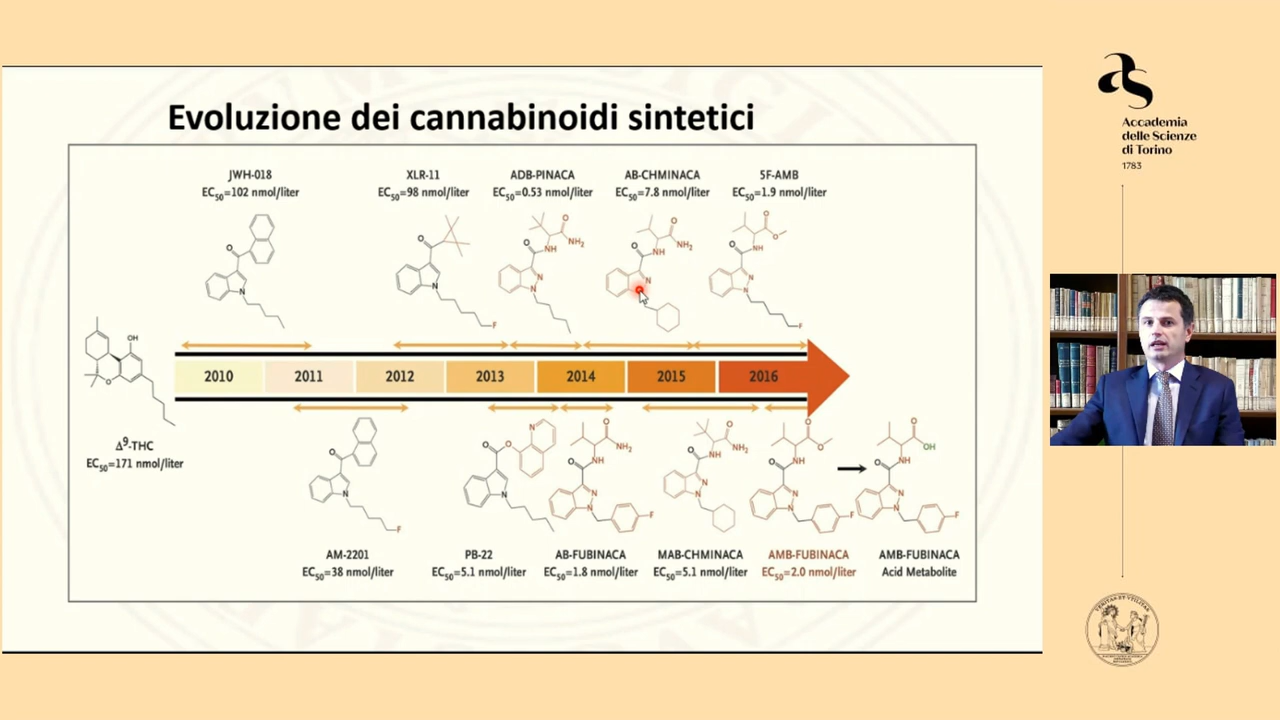 Evoluzione dei cannabinoidi sintetici
JWH-018
EC50=102 nmol/liter
XLR-11
EC50=98 nmol/liter
ADB-PINACA
EC50=0.53 nmol/liter
AB-CHMINACA
EC50=7.8 nmol/liter
5F-AMB
EC50=1.9 nmol/liter
O
N
O
N
F
O
NH2
NH
O
N
N
O
NH2
NH
O
N
O
O
NH
O
N
N
F
OH
O
Δ9-THC
EC50=171 nmol/liter
2010
2011
2012
2013
2014
2015
2016
O
N
F
N
O
O
N
O
NH2
NH
O
N
N
F
O
NH2
NH
O
N
N
O
O
NH
O
N
N
F
O
OH
NH
O
N
N
F
AM-2201
EC50=38 nmol/liter
PB-22
EC50=5.1 nmol/liter
AB-FUBINACA
EC50=1.8 nmol/liter
MAB-CHMINACA
EC50=5.1 nmol/liter
AMB-FUBINACA
EC50=2.0 nmol/liter
AMB-FUBINACA
Acid Metabolite
as
Accademia
delle Scienze
di Torino
1783
VERITAS ET VTILITAS